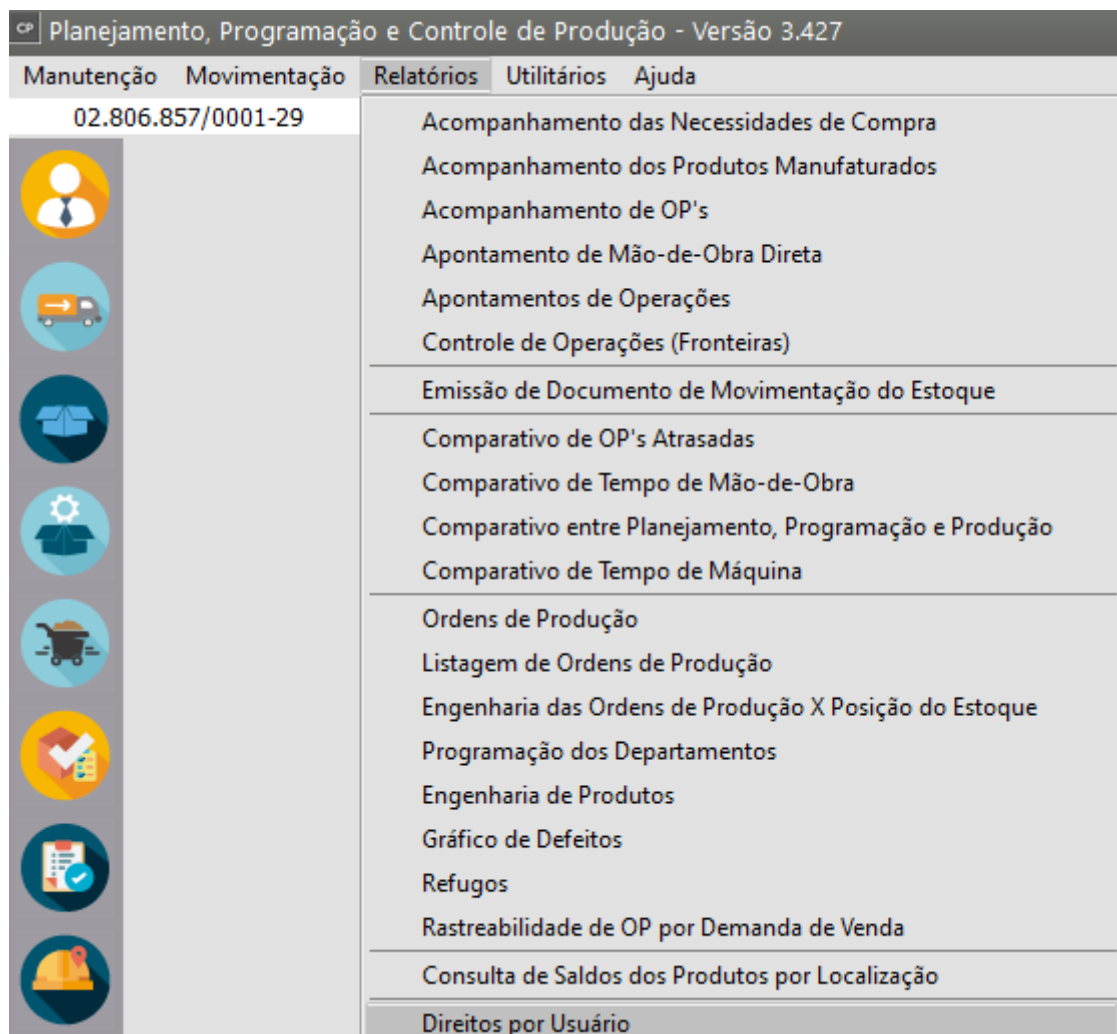 CP Planejamento, Programação e Controle de Produção - Versão 3.427
Manutenção Movimentação Relatórios Utilitários Ajuda
02.806.857/0001-29
Acompanhamento das Necessidades de Compra
Acompanhamento dos Produtos Manufaturados
Acompanhamento de OP's
Apontamento de Mão-de-Obra Direta
Apontamentos de Operações
Controle de Operações (Fronteiras)
Emissão de Documento de Movimentação do Estoque
Comparativo de OP's Atrasadas
Comparativo de Tempo de Mão-de-Obra
Comparativo entre Planejamento, Programação e Produção
Comparativo de Tempo de Máquina
Ordens de Produção
Listagem de Ordens de Produção
Engenharia das Ordens de Produção X Posição do Estoque
Programação dos Departamentos
Engenharia de Produtos
Gráfico de Defeitos
Refugos
Rastreabilidade de OP por Demanda de Venda
Consulta de Saldos dos Produtos por Localização
Direitos por Usuário